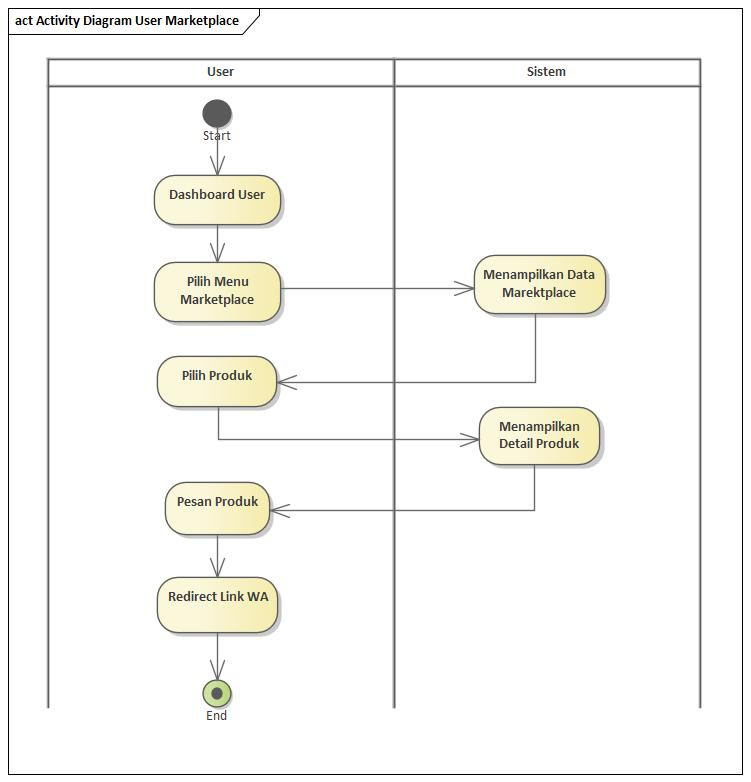 act Activity Diagram User Marketplace
User
Sistem
Start
Dashboard User
Pilih Menu
Marketplace
Menampilkan Data
Marektplace
Pilih Produk
Menampilkan
Detail Produk
Pesan Produk
Redirect Link WA
End